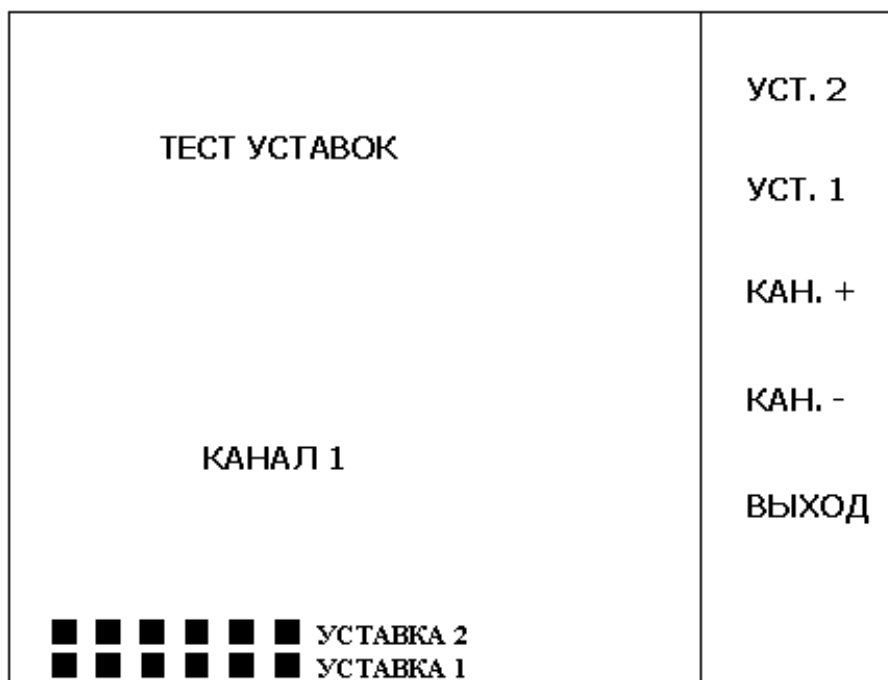 ТЕСТ УСТАВОК
КАНАЛ 1
УСТАВКА 2
УСТАВКА 1
УСТ. 2
УСТ. 1
КАН. +
КАН. -
ВЫХОД